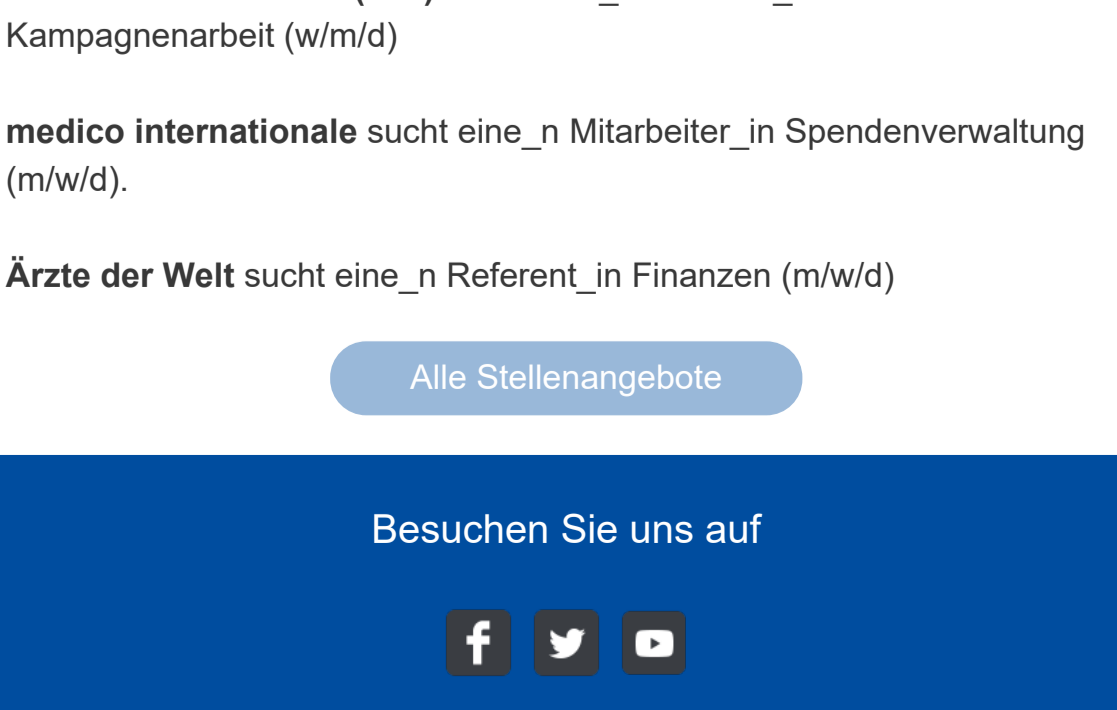 Kampagnenarbeit (w/m/d)
medico internationale sucht eine_n Mitarbeiter_in Spendenverwaltung
(m/w/d).
Ärzte der Welt sucht eine_n Referent_in Finanzen (m/w/d)
Alle Stellenangebote
Besuchen Sie uns auf